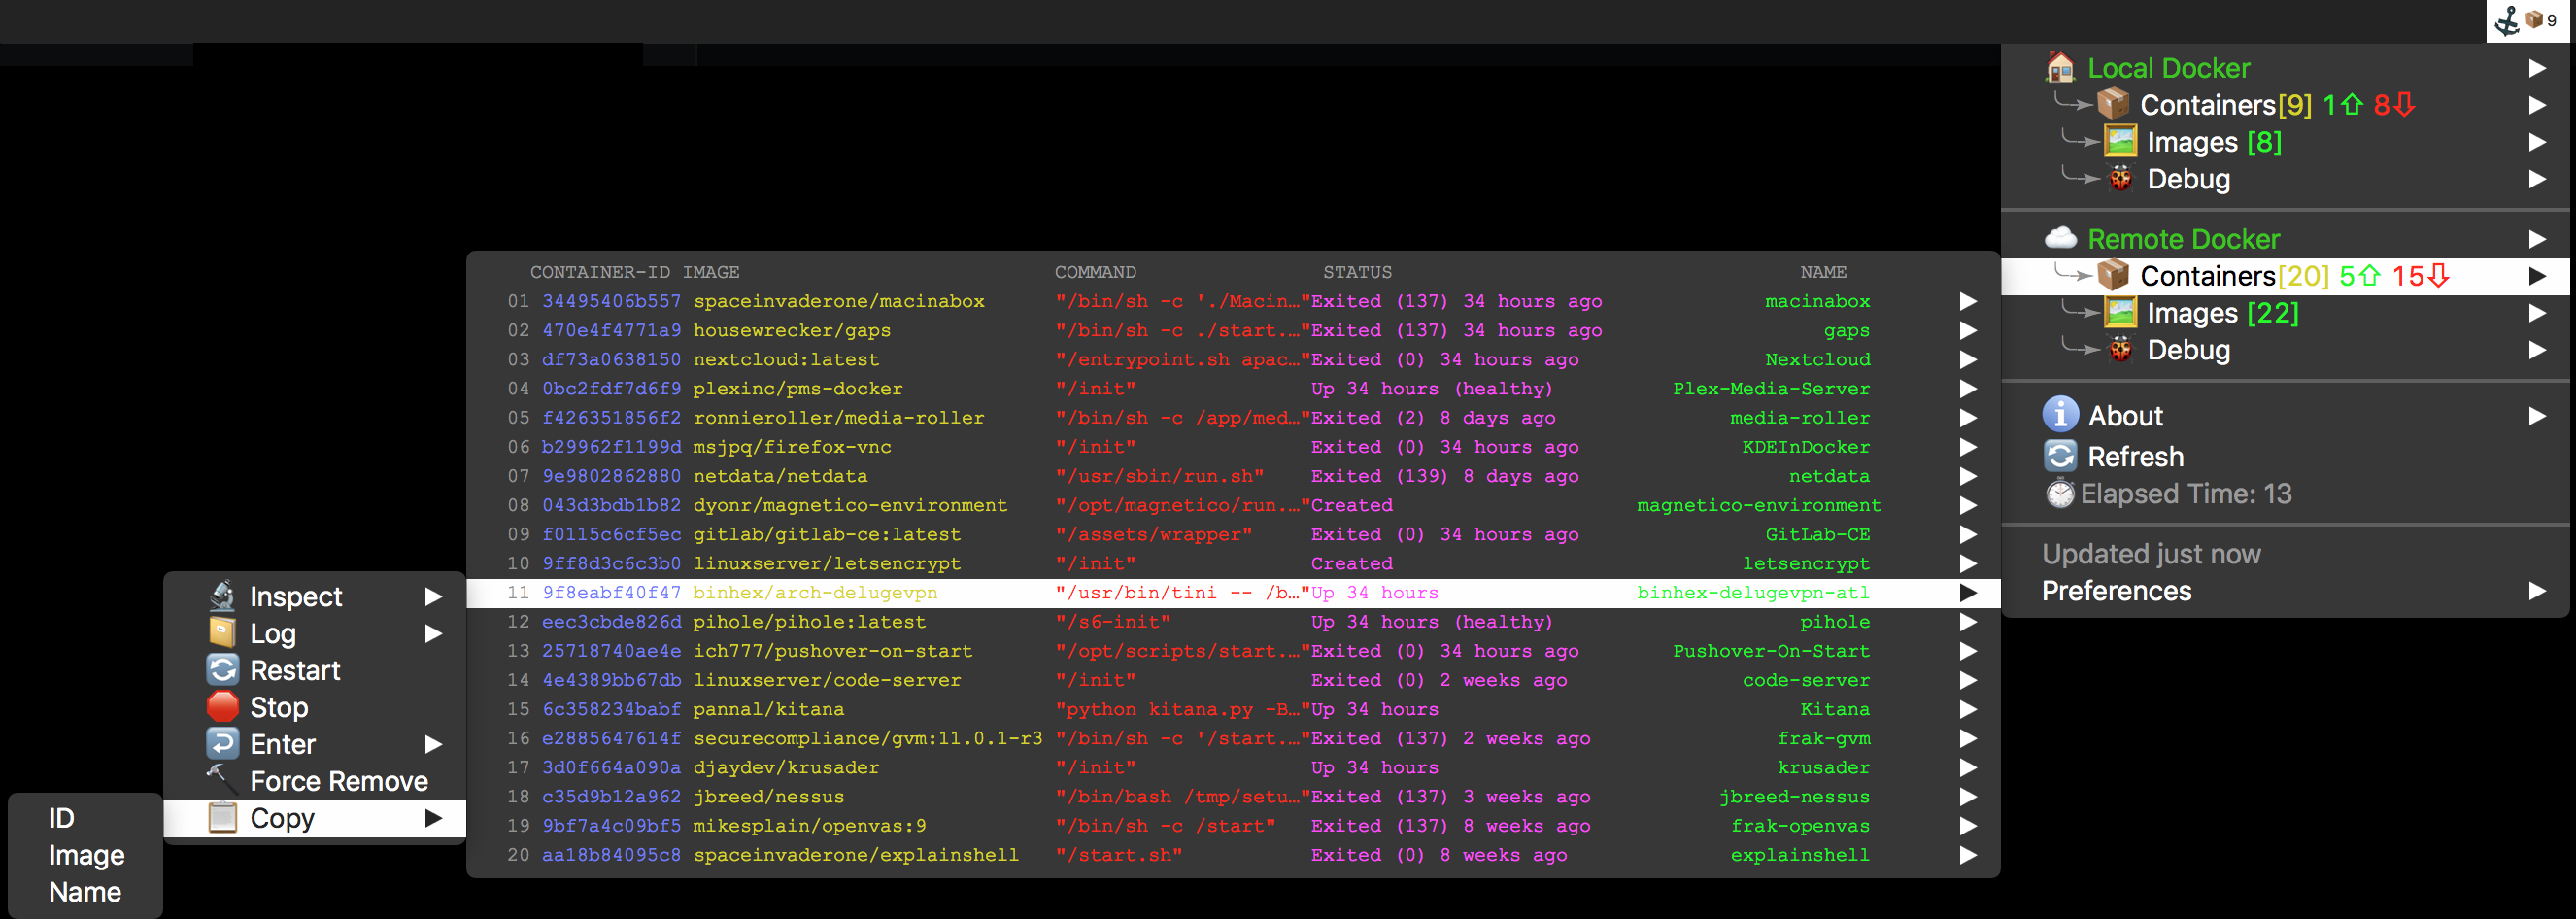 9
Local Docker
Containers[9] 1⇧ 8⇩
Images [8]
Debug
Remote Docker
Containers[20] 5⇧ 15⇩
Images [22]
Debug
About
Refresh
Elapsed Time: 13
Updated just now
Preferences
CONTAINER-ID IMAGE COMMAND STATUS NAME
01 34495406b557 spaceinvaderone/macinabox "/bin/sh -c './Macin…" Exited (137) 34 hours ago macinabox
02 470e4f4771a9 housewrecker/gaps "/bin/sh -c ./start.…" Exited (137) 34 hours ago gaps
03 df73a0638150 nextcloud:latest "/entrypoint.sh apac…" Exited (0) 34 hours ago Nextcloud
04 0bc2fdf7d6f9 plexinc/pms-docker "/init" Up 34 hours (healthy) Plex-Media-Server
05 f426351856f2 ronnieroller/media-roller "/bin/sh -c /app/med…" Exited (2) 8 days ago media-roller
06 b29962f1199d msjpq/firefox-vnc "/init" Exited (0) 34 hours ago KDEInDocker
07 9e9802862880 netdata/netdata "/usr/sbin/run.sh" Exited (139) 8 days ago netdata
08 043d3bdb1b82 dyonr/magnetico-environment "/opt/magnetico/run.…" Created magnetico-environment
09 f0115c6cf5ec gitlab/gitlab-ce:latest "/assets/wrapper" Exited (0) 34 hours ago GitLab-CE
10 9ff8d3c6c3b0 linuxserver/letsencrypt "/init" Created letsencrypt
11 9f8eabf40f47 binhex/arch-delugevpn "/usr/bin/tini -- /b…" Up 34 hours binhex-delugevpn-atl
12 eec3cbde826d pihole/pihole:latest "/s6-init" Up 34 hours (healthy) pihole
13 25718740ae4e ich777/pushover-on-start "/opt/scripts/start.…" Exited (0) 34 hours ago Pushover-On-Start
14 4e4389bb67db linuxserver/code-server "/init" Exited (0) 2 weeks ago code-server
15 6c358234babf pannal/kitana "python kitana.py -B…" Up 34 hours Kitana
16 e2885647614f securecompliance/gvm:11.0.1-r3 "/bin/sh -c '/start.…" Exited (137) 2 weeks ago frak-gvm
17 3d0f664a090a djaydev/krusader "/init" Up 34 hours krusader
18 c35d9b12a962 jbreed/nessus "/bin/bash /tmp/setu…" Exited (137) 3 weeks ago jbreed-nessus
19 9bf7a4c09bf5 mikesplain/openvas:9 "/bin/sh -c /start" Exited (137) 8 weeks ago frak-openvas
20 aa18b84095c8 spaceinvaderone/explainshell "/start.sh" Exited (0) 8 weeks ago explainshell
Inspect
Log
Restart
Stop
Enter
Force Remove
Copy
ID
Image
Name